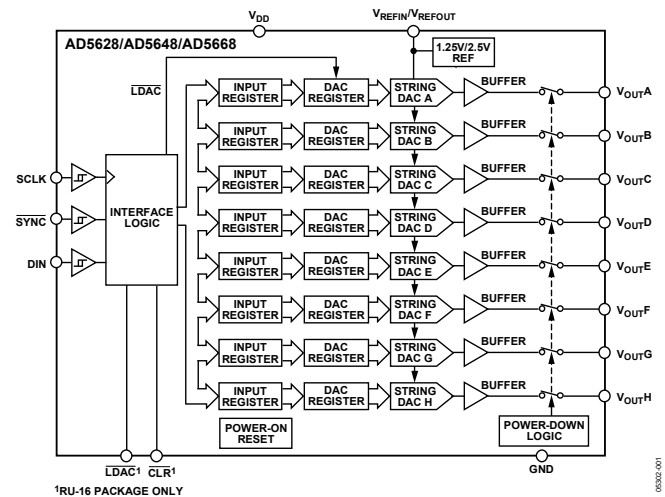 VDD
VREFIN/VREFOUT
AD5628/AD5648/AD5668
1.25V/2.5V
REF
LDAC
INPUT
REGISTER
DAC
REGISTER
STRING
DAC A
BUFFER
VOUTA
INPUT
REGISTER
DAC
REGISTER
STRING
DAC B
BUFFER
VOUTB
INPUT
REGISTER
DAC
REGISTER
STRING
DAC C
BUFFER
VOUTC
SCLK
SYNC
DIN
INTERFACE
LOGIC
INPUT
REGISTER
DAC
REGISTER
STRING
DAC D
BUFFER
VOUTD
INPUT
REGISTER
DAC
REGISTER
STRING
DAC E
BUFFER
VOUTE
INPUT
REGISTER
DAC
REGISTER
STRING
DAC F
BUFFER
VOUTF
INPUT
REGISTER
DAC
REGISTER
STRING
DAC G
BUFFER
VOUTG
INPUT
REGISTER
DAC
REGISTER
STRING
DAC H
BUFFER
VOUTH
POWER-ON
RESET
POWER-DOWN
LOGIC
LDAC1
CLR1
GND
1RU-16 PACKAGE ONLY
05302-001